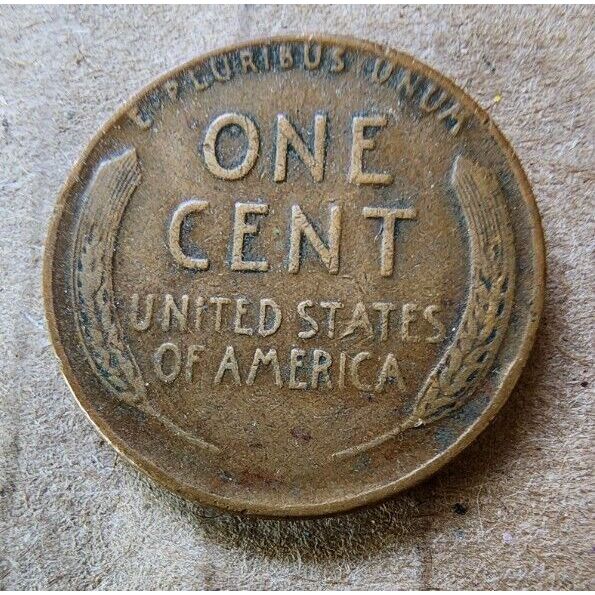 E·PLURIBUS·UNUM
ONE
CENT
UNITED STATES
OF AMERICA